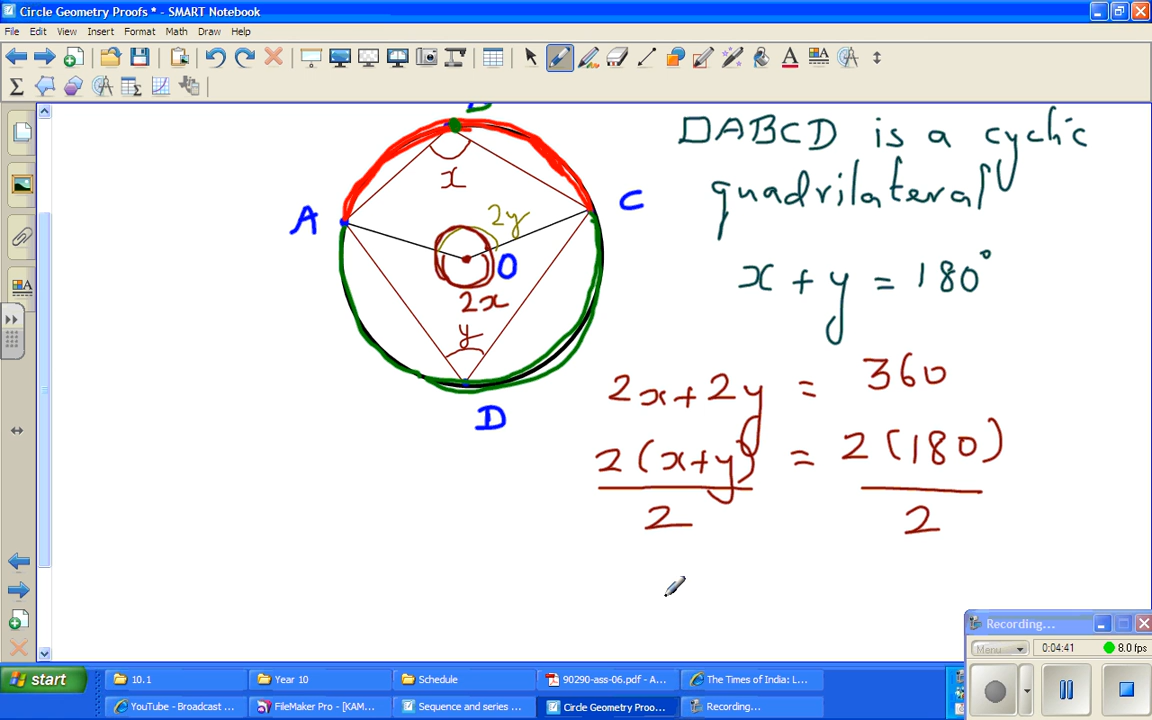 Circle Geometry Proofs * - SMART Notebook
File Edit View Insert Format Math Draw Help
B
x
A
C
2y
O
2x
y
D
□ABCD is a cyclic
quadrilateral
x + y = 180°
2x + 2y = 360
2(x+y) = 2(180)
2 2
Recording...
Menu
0:04:41
8.0 fps
start
10.1
Year 10
Schedule
90290-ass-06.pdf - A...
The Times of India: L...
YouTube - Broadcast ...
FileMaker Pro - [KAM...
Sequence and series ...
Circle Geometry Proo...
Recording...